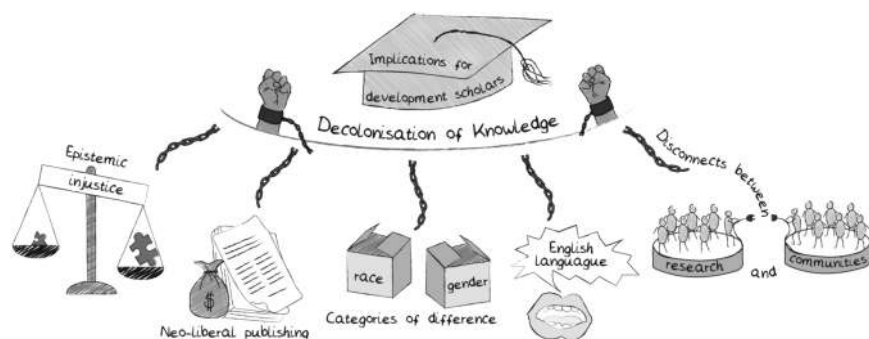 Implications for
development scholars
Decolonisation of Knowledge
Epistemic
injustice
$
Neo-liberal publishing
race
gender
Categories of difference
English
languague
Disconnects between
research
and
communities